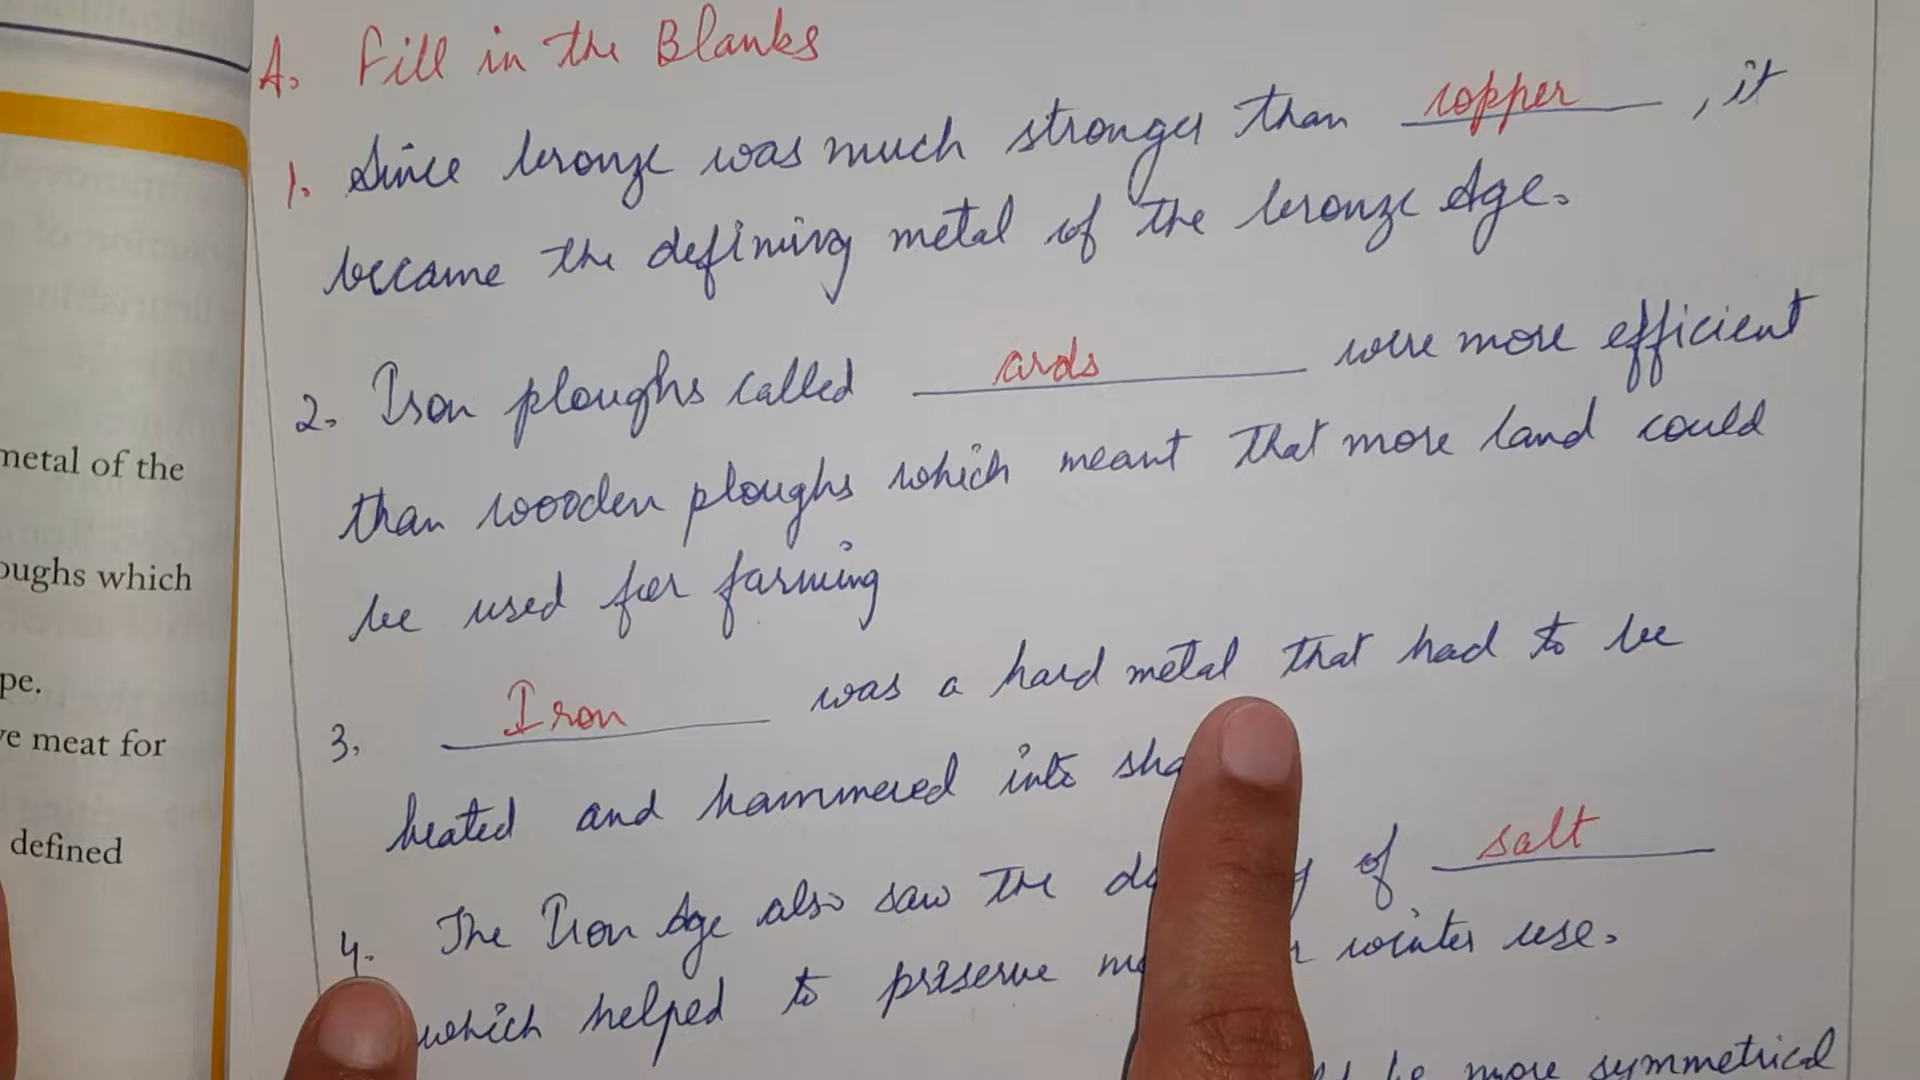 metal of the
oughs which
pe.
ve meat for
defined
A. Fill in the Blanks
1. Since bronze was much stronger than copper, it
became the defining metal of the bronze Age.
2. Iron ploughs called ards were more efficient
than wooden ploughs which meant that more land could
be used for farming
3. Iron was a hard metal that had to be
heated and hammered into sha
4. The Iron Age also saw the of salt
which helped to preserve winter use.
be more symmetrical